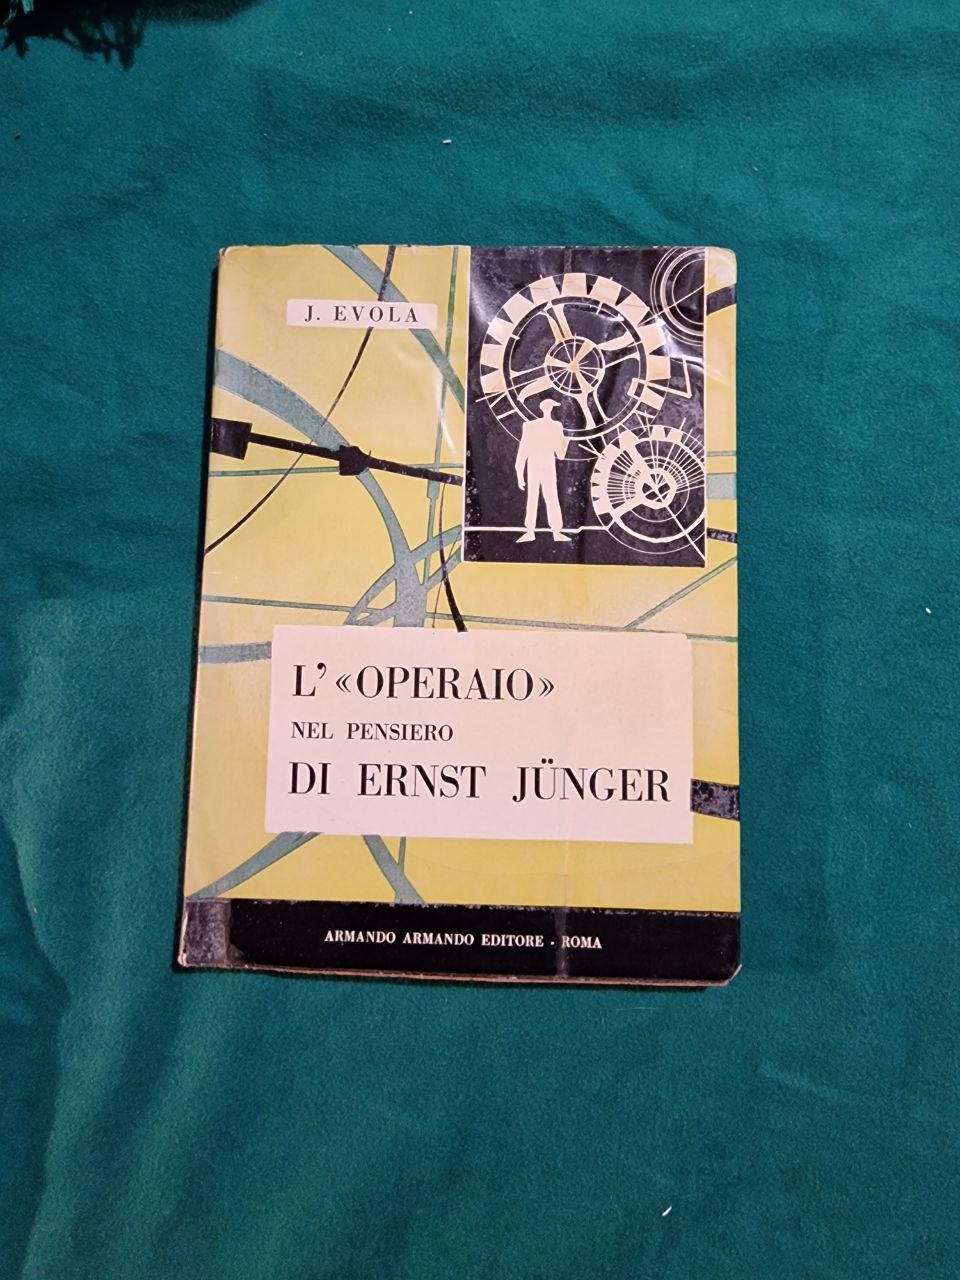 J. EVOLA
L' «OPERAIO»
NEL PENSIERO
DI ERNST JÜNGER
ARMANDO ARMANDO EDITORE - ROMA